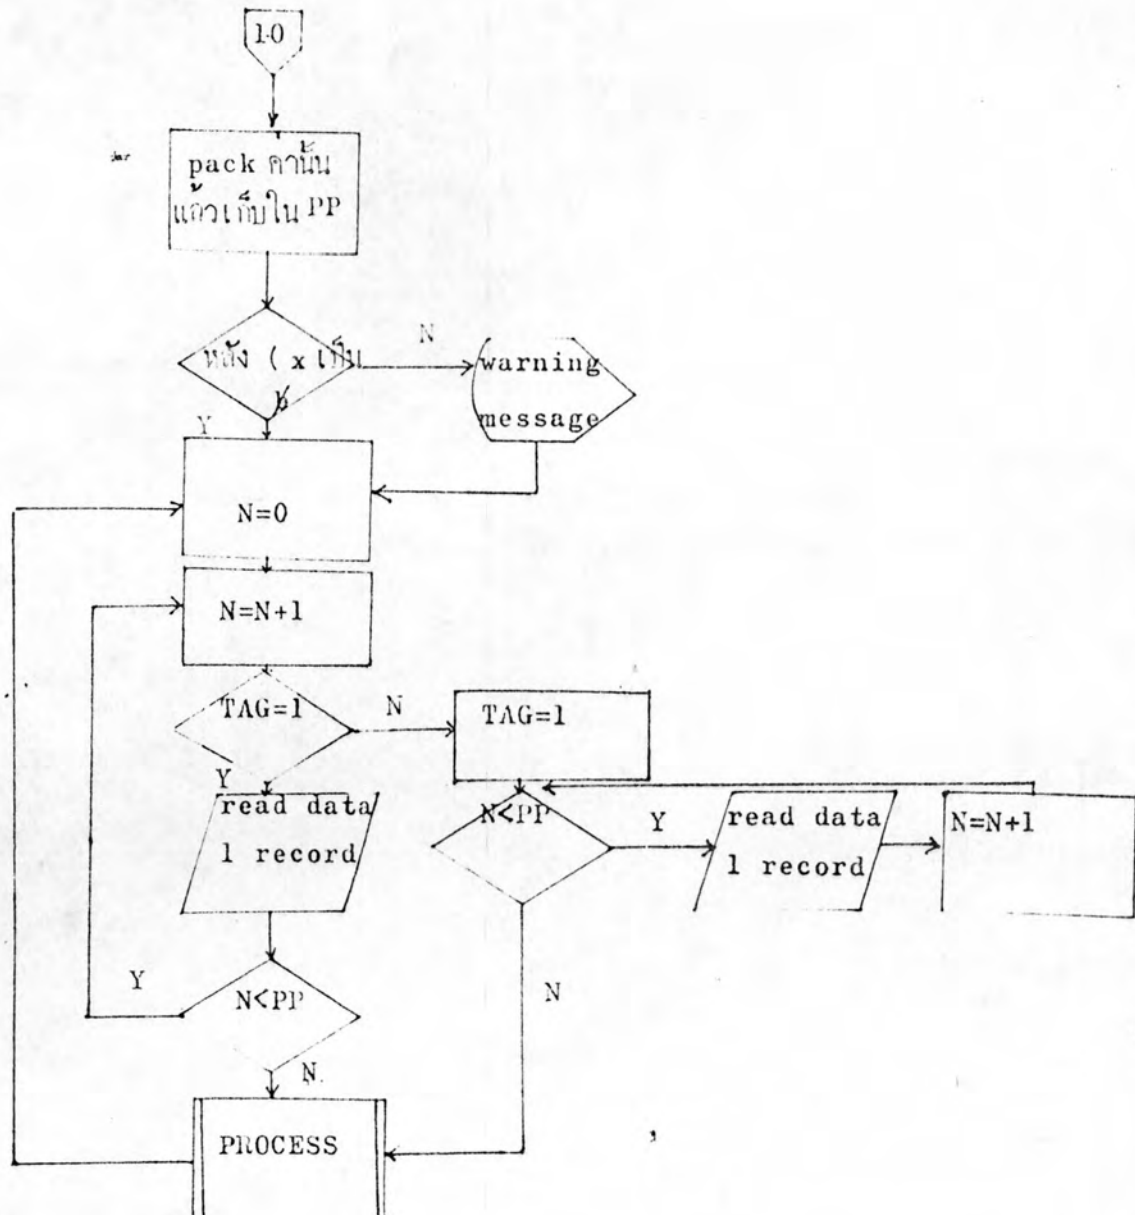 10
pack คานั้น
แล้วเก็บใน PP
หลัง ( x เป็น
b̸
N
warning
message
Y
N=0
N=N+1
TAG=1
N
TAG=1
Y
read data
1 record
N<PP
Y
read data
1 record
N=N+1
Y
N<PP
N
N
PROCESS